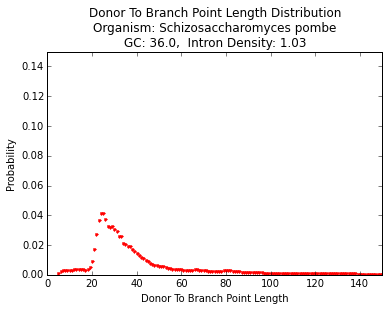 Donor To Branch Point Length Distribution
Organism: Schizosaccharomyces pombe
GC: 36.0,  Intron Density: 1.03
0.14
0.12
0.10
0.08
0.06
0.04
0.02
0.00
Probability
0 20 40 60 80 100 120 140
Donor To Branch Point Length